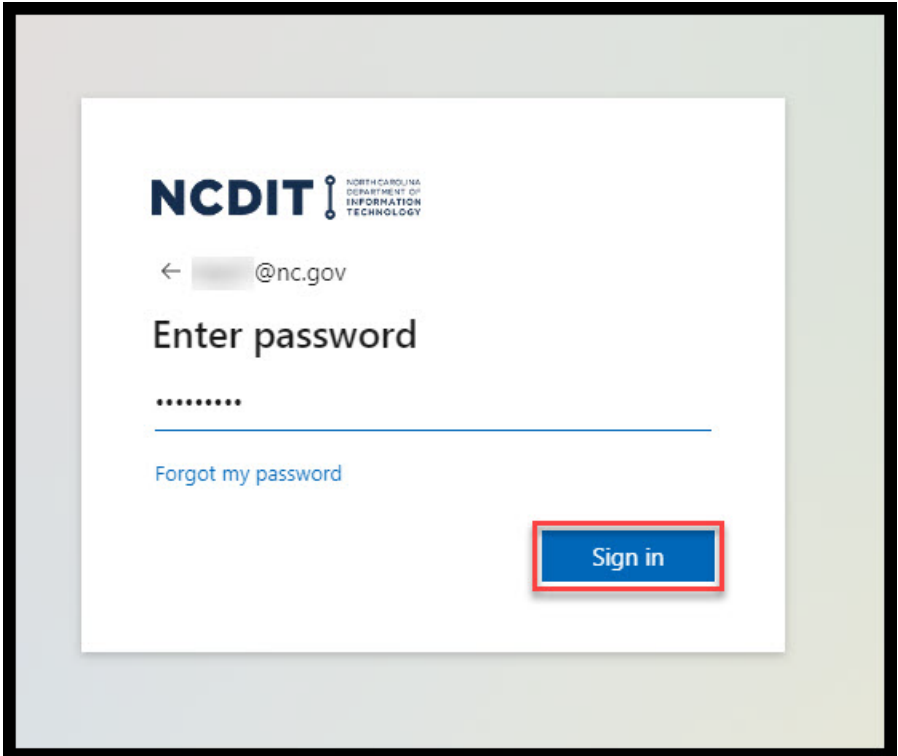 NCDIT
NORTH CAROLINA
DEPARTMENT OF
INFORMATION
TECHNOLOGY
← @nc.gov
Enter password
•••••••••
Forgot my password
Sign in